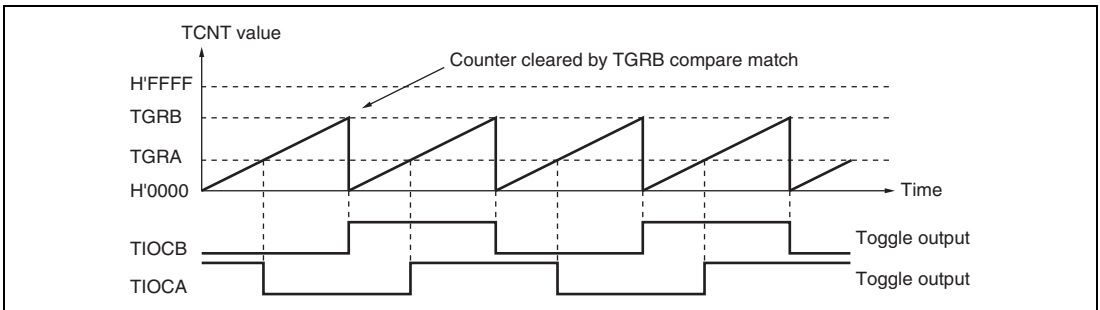 TCNT value
Counter cleared by TGRB compare match
H'FFFF
TGRB
TGRA
H'0000
Time
TIOCB
Toggle output
TIOCA
Toggle output